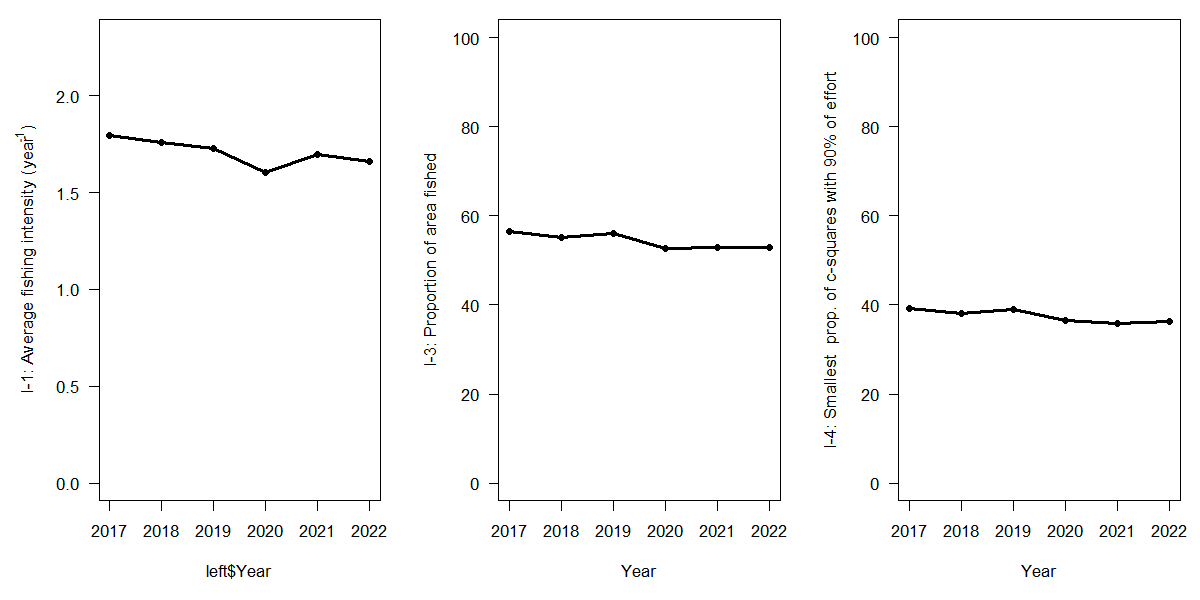 I-1: Average fishing intensity (year-1)
2.0
1.5
1.0
0.5
0.0
2017 2018 2019 2020 2021 2022
left$Year
I-3: Proportion of area fished
100
80
60
40
20
0
2017 2018 2019 2020 2021 2022
Year
I-4: Smallest  prop. of c-squares with 90% of effort
100
80
60
40
20
0
2017 2018 2019 2020 2021 2022
Year